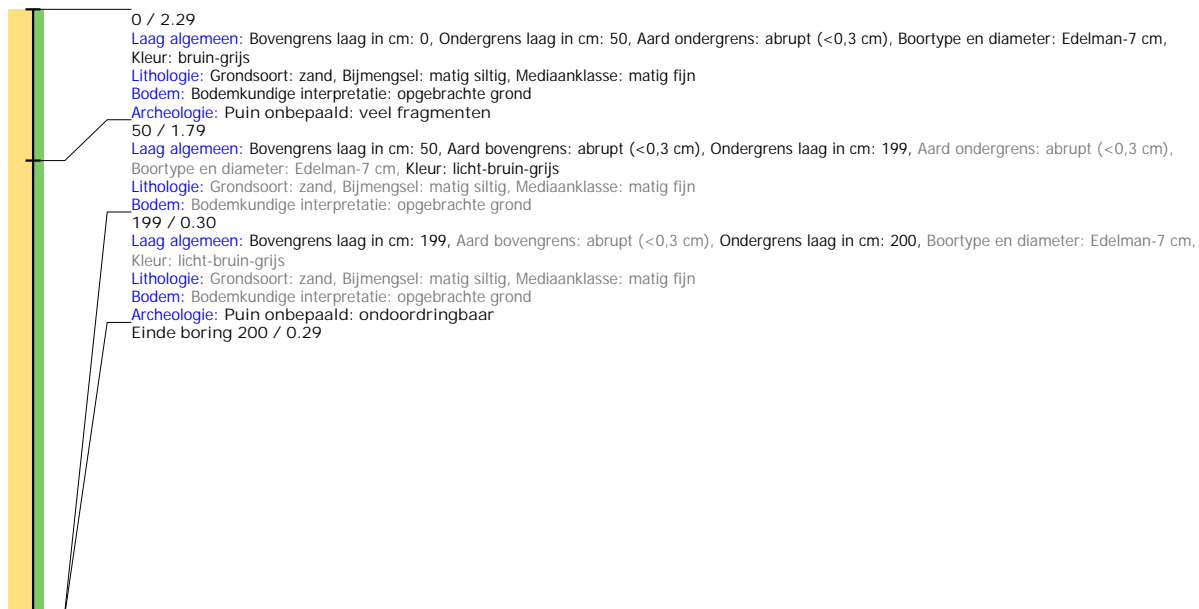 0 / 2.29
Laag algemeen: Bovengrens laag in cm: 0, Ondergrens laag in cm: 50, Aard ondergrens: abrupt (<0,3 cm), Boortype en diameter: Edelman-7 cm,
Kleur: bruin-grijs
Lithologie: Grondsoort: zand, Bijmengsel: matig siltig, Mediaanklasse: matig fijn
Bodem: Bodemkundige interpretatie: opgebrachte grond
Archeologie: Puin onbepaald: veel fragmenten
50 / 1.79
Laag algemeen: Bovengrens laag in cm: 50, Aard bovengrens: abrupt (<0,3 cm), Ondergrens laag in cm: 199, Aard ondergrens: abrupt (<0,3 cm),
Boortype en diameter: Edelman-7 cm, Kleur: licht-bruin-grijs
Lithologie: Grondsoort: zand, Bijmengsel: matig siltig, Mediaanklasse: matig fijn
Bodem: Bodemkundige interpretatie: opgebrachte grond
199 / 0.30
Laag algemeen: Bovengrens laag in cm: 199, Aard bovengrens: abrupt (<0,3 cm), Ondergrens laag in cm: 200, Boortype en diameter: Edelman-7 cm,
Kleur: licht-bruin-grijs
Lithologie: Grondsoort: zand, Bijmengsel: matig siltig, Mediaanklasse: matig fijn
Bodem: Bodemkundige interpretatie: opgebrachte grond
Archeologie: Puin onbepaald: ondoordringbaar
Einde boring 200 / 0.29